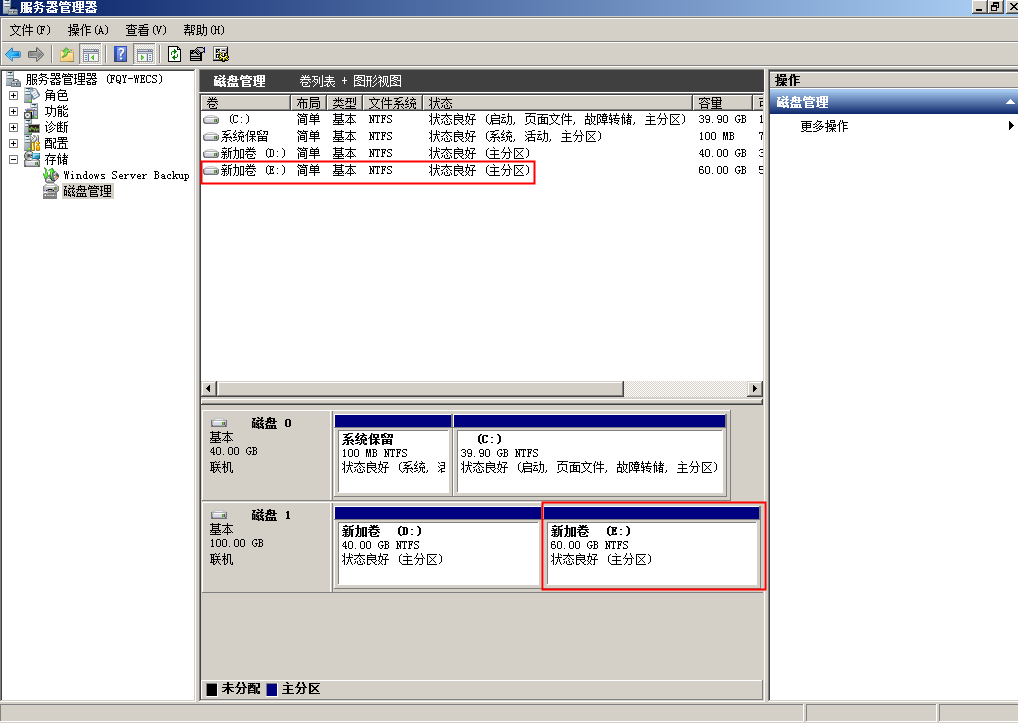 服务器管理器
文件(F) 操作(A) 查看(V) 帮助(H)
服务器管理器 (FQY-WECS)
角色
功能
诊断
配置
存储
Windows Server Backup
磁盘管理
磁盘管理 卷列表 + 图形视图
卷 布局 类型 文件系统 状态 容量
(C:) 简单 基本 NTFS 状态良好 (启动, 页面文件, 故障转储, 主分区) 39.90 GB 1
系统保留 简单 基本 NTFS 状态良好 (系统, 活动, 主分区) 100 MB 7
新加卷 (D:) 简单 基本 NTFS 状态良好 (主分区) 40.00 GB 3
新加卷 (E:) 简单 基本 NTFS 状态良好 (主分区) 60.00 GB 5
磁盘 0
基本
40.00 GB
联机
系统保留
100 MB NTFS
状态良好 (系统, 活
(C:)
39.90 GB NTFS
状态良好 (启动, 页面文件, 故障转储, 主分区)
磁盘 1
基本
100.00 GB
联机
新加卷 (D:)
40.00 GB NTFS
状态良好 (主分区)
新加卷 (E:)
60.00 GB NTFS
状态良好 (主分区)
未分配 主分区
操作
磁盘管理
更多操作